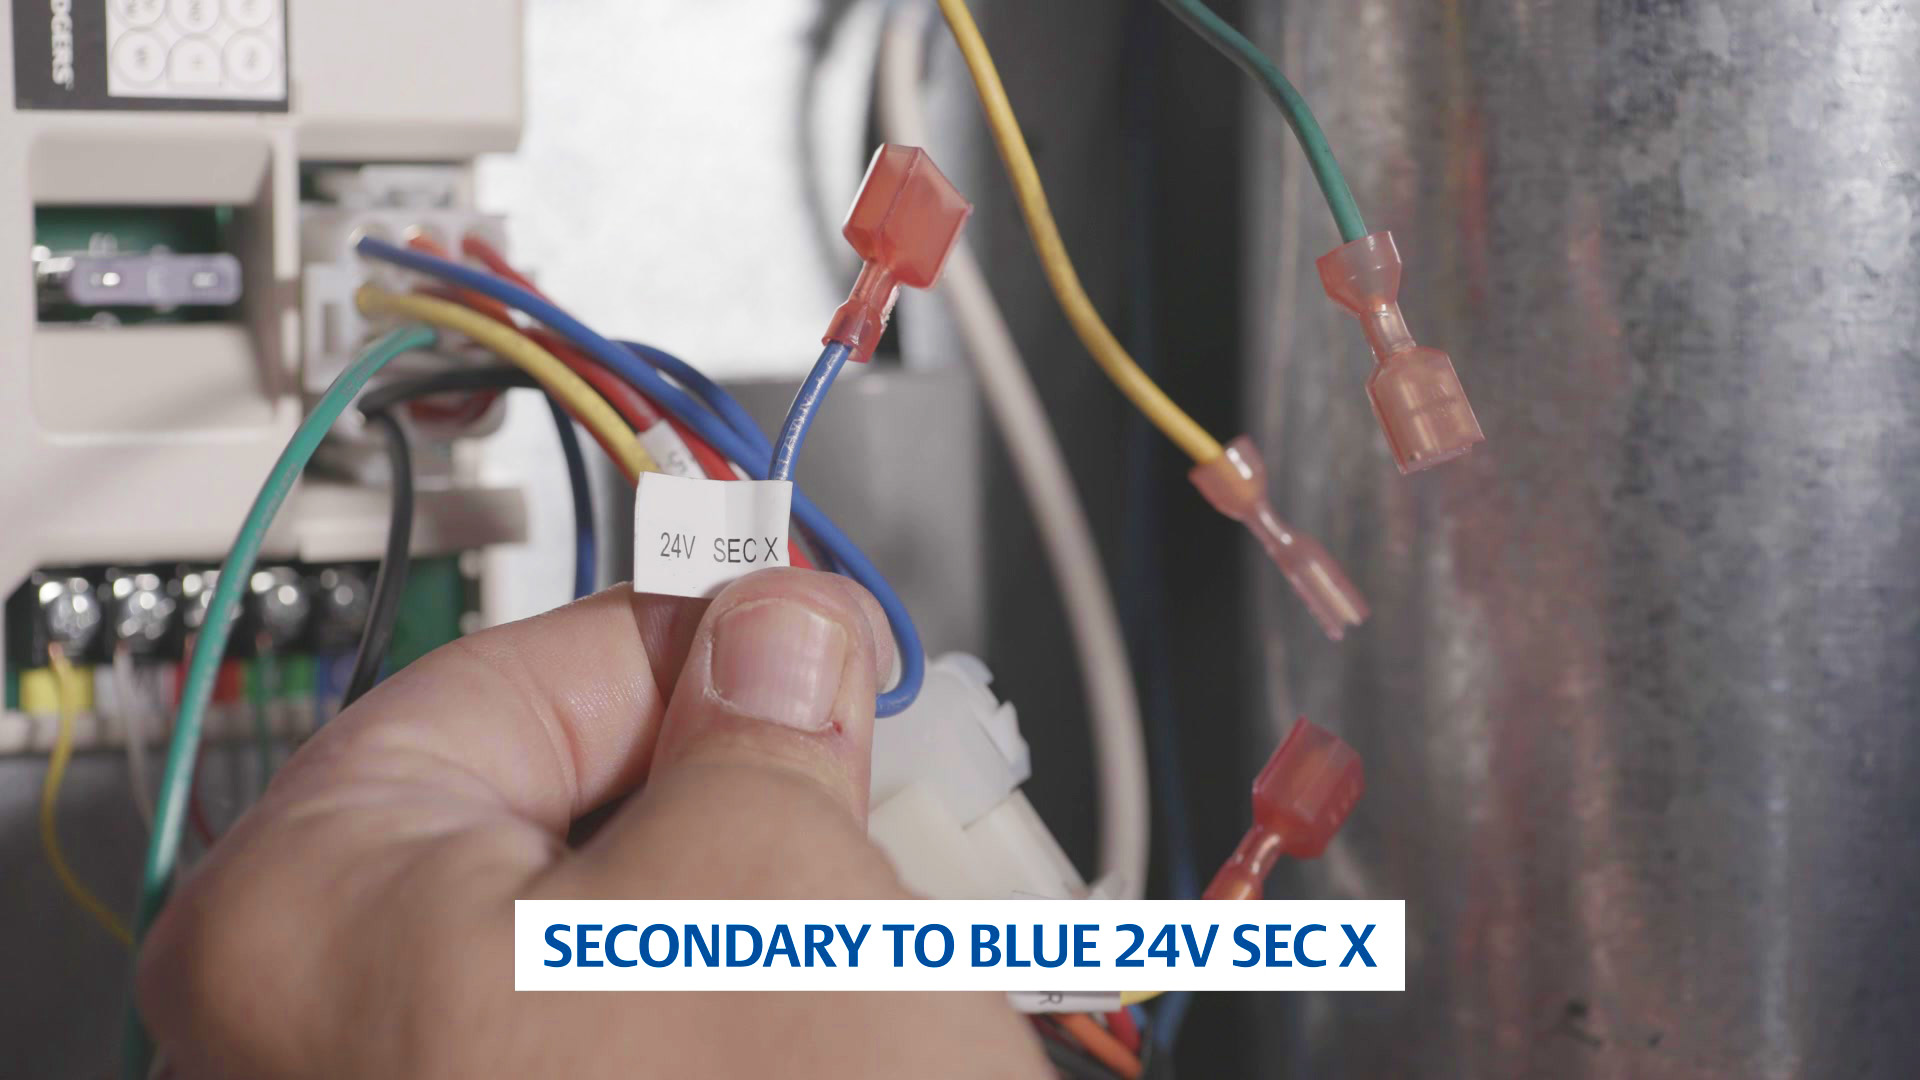 24V SEC X
SECONDARY TO BLUE 24V SEC X